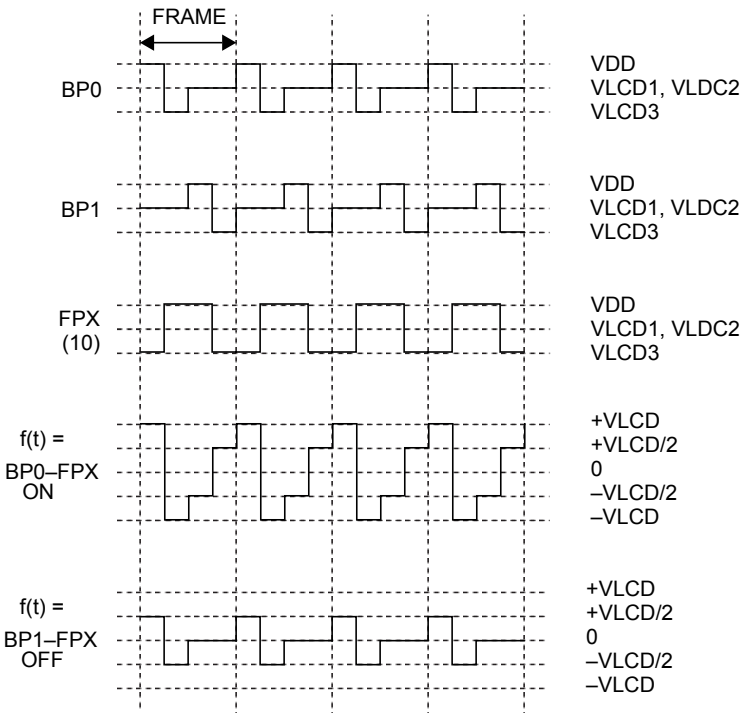 FRAME
BP0
VDD
VLCD1, VLDC2
VLCD3
BP1
VDD
VLCD1, VLDC2
VLCD3
FPX
(10)
VDD
VLCD1, VLDC2
VLCD3
f(t) =
BP0–FPX
ON
+VLCD
+VLCD/2
0
–VLCD/2
–VLCD
f(t) =
BP1–FPX
OFF
+VLCD
+VLCD/2
0
–VLCD/2
–VLCD